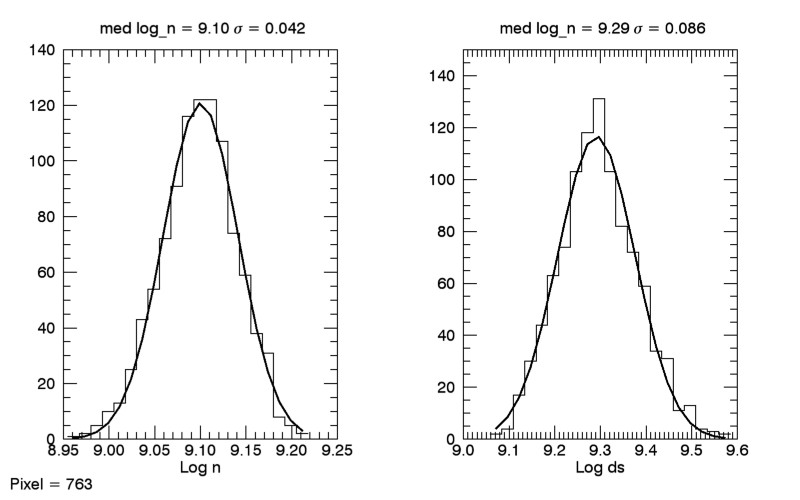 med log_n = 9.10 σ = 0.042
140
120
100
80
60
40
20
0
8.95 9.00 9.05 9.10 9.15 9.20 9.25
Log n
med log_n = 9.29 σ = 0.086
140
120
100
80
60
40
20
0
9.0 9.1 9.2 9.3 9.4 9.5 9.6
Log ds
Pixel = 763